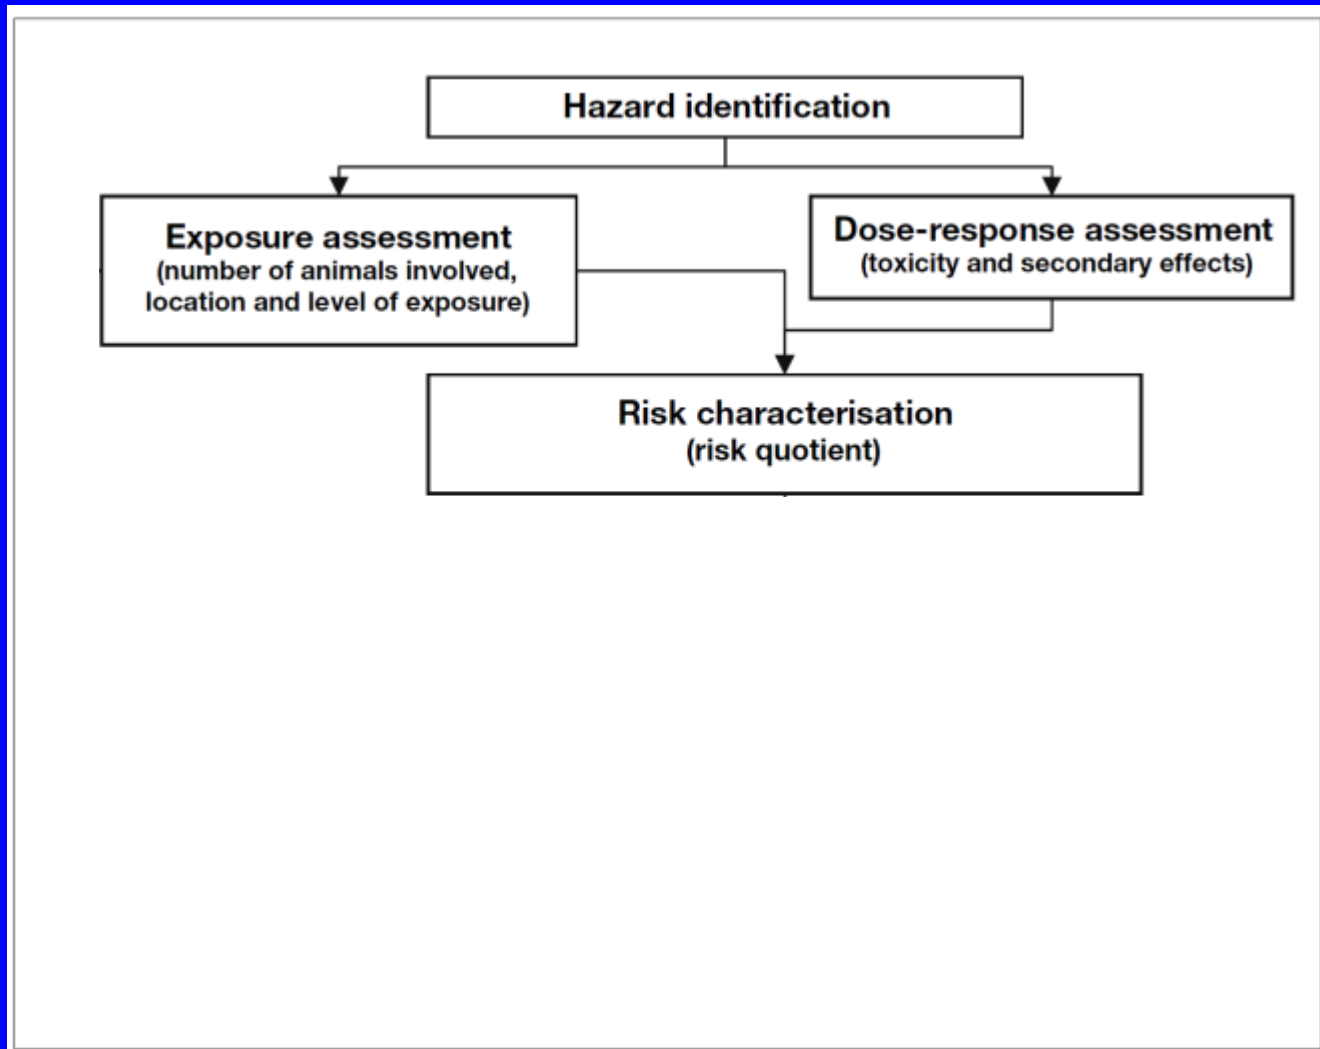 Hazard identification
Exposure assessment
(number of animals involved,
location and level of exposure)
Dose-response assessment
(toxicity and secondary effects)
Risk characterisation
(risk quotient)